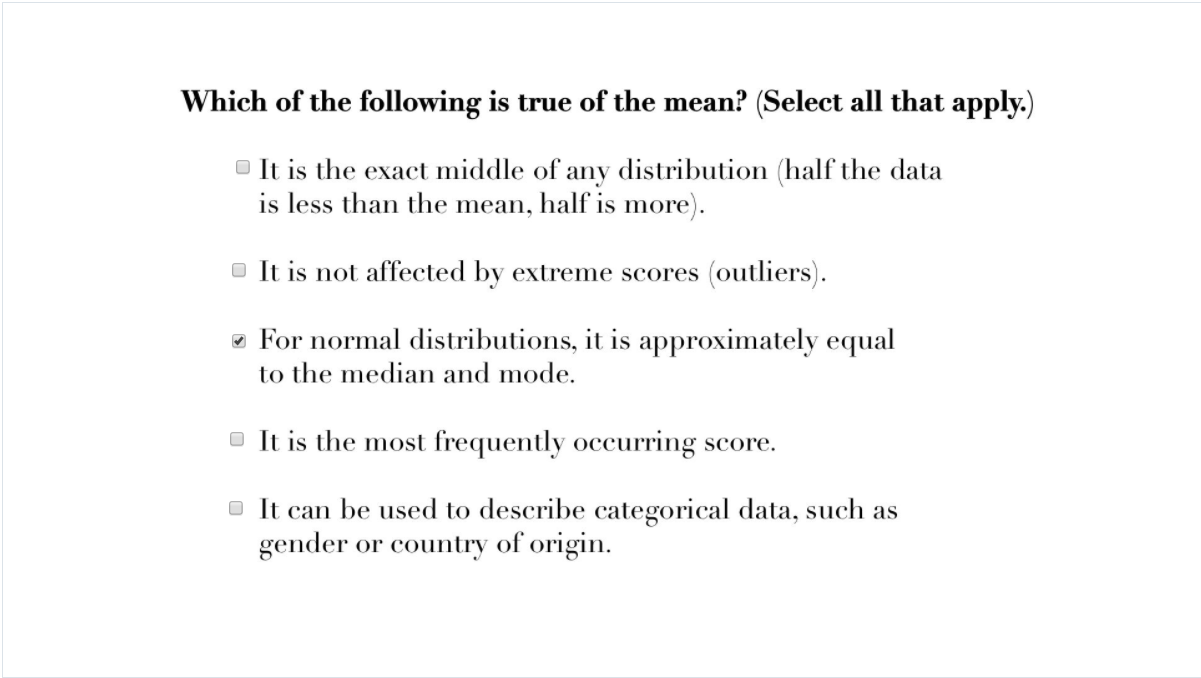 Which of the following is true of the mean? (Select all that apply.)
It is the exact middle of any distribution (half the data
is less than the mean, half is more).
It is not affected by extreme scores (outliers).
For normal distributions, it is approximately equal
to the median and mode.
It is the most frequently occurring score.
It can be used to describe categorical data, such as
gender or country of origin.